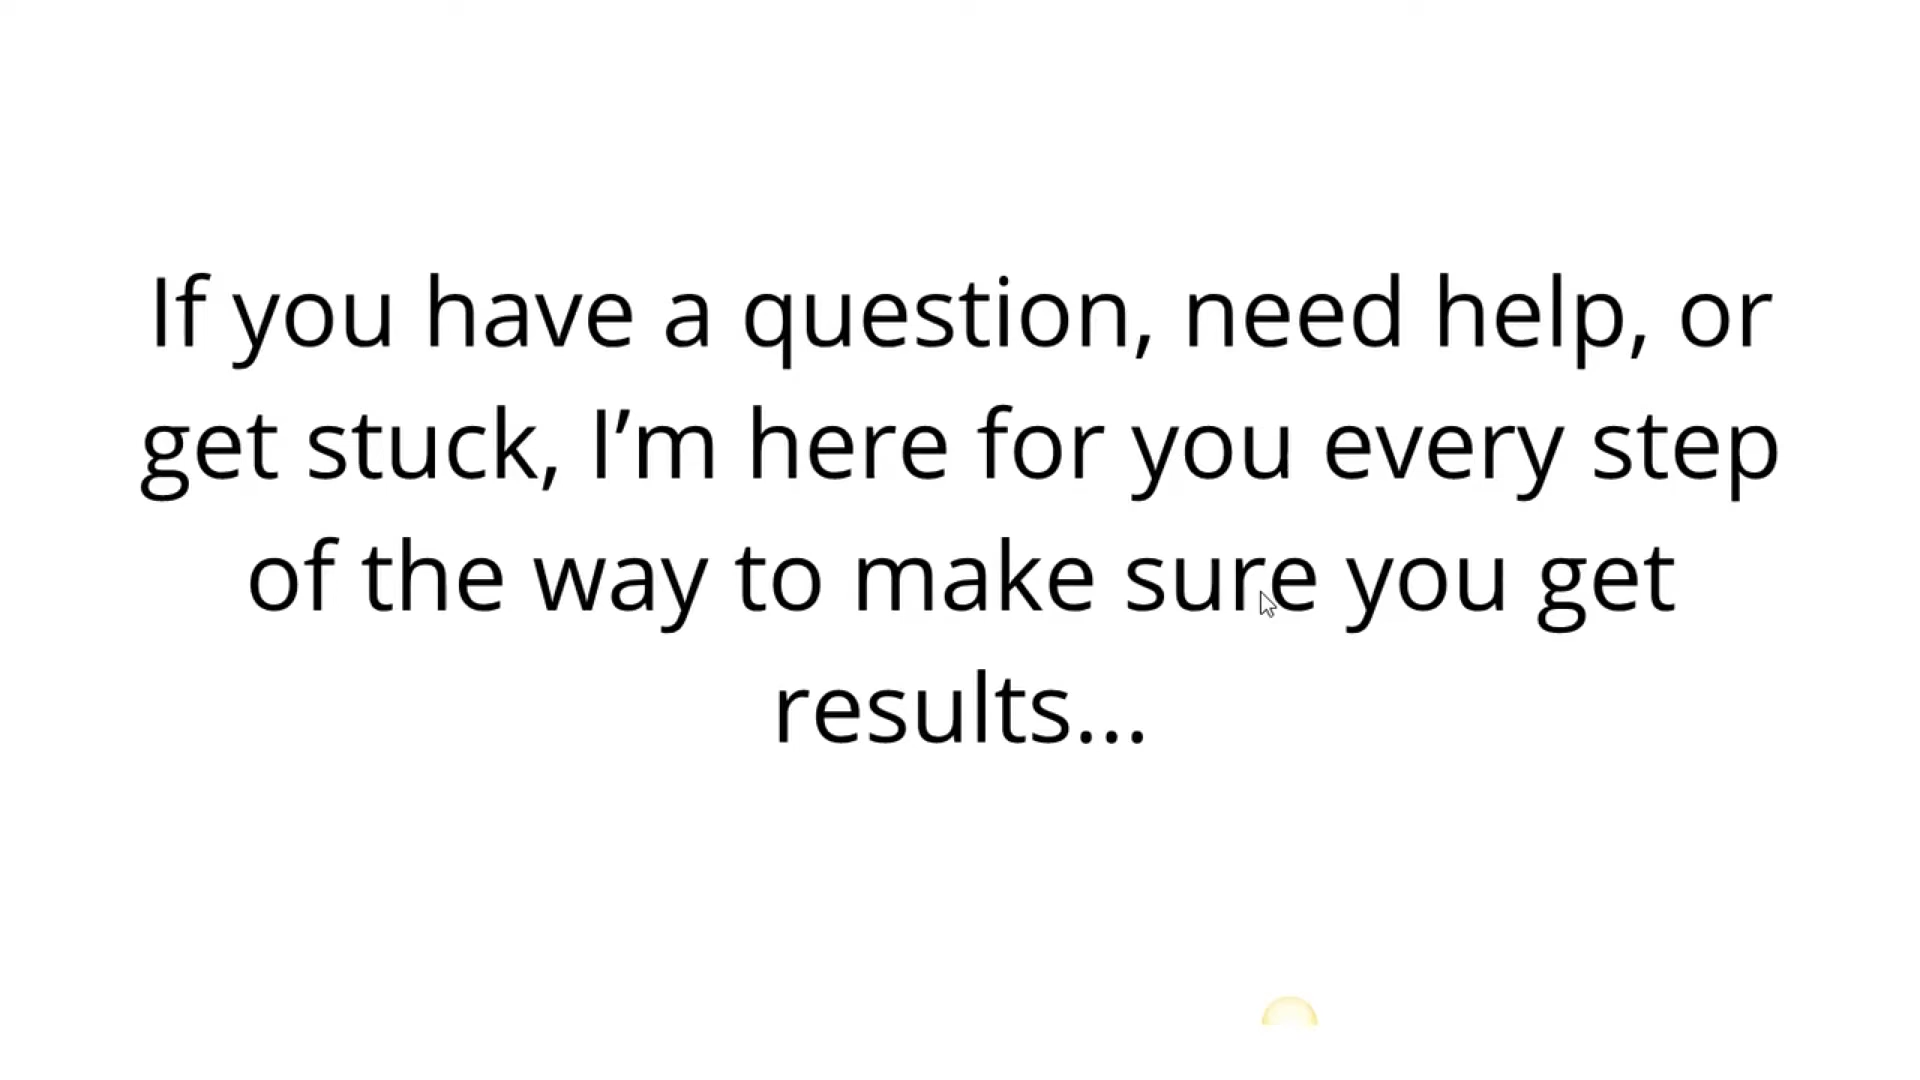 If you have a question, need help, or
get stuck, I’m here for you every step
of the way to make sure you get
results...